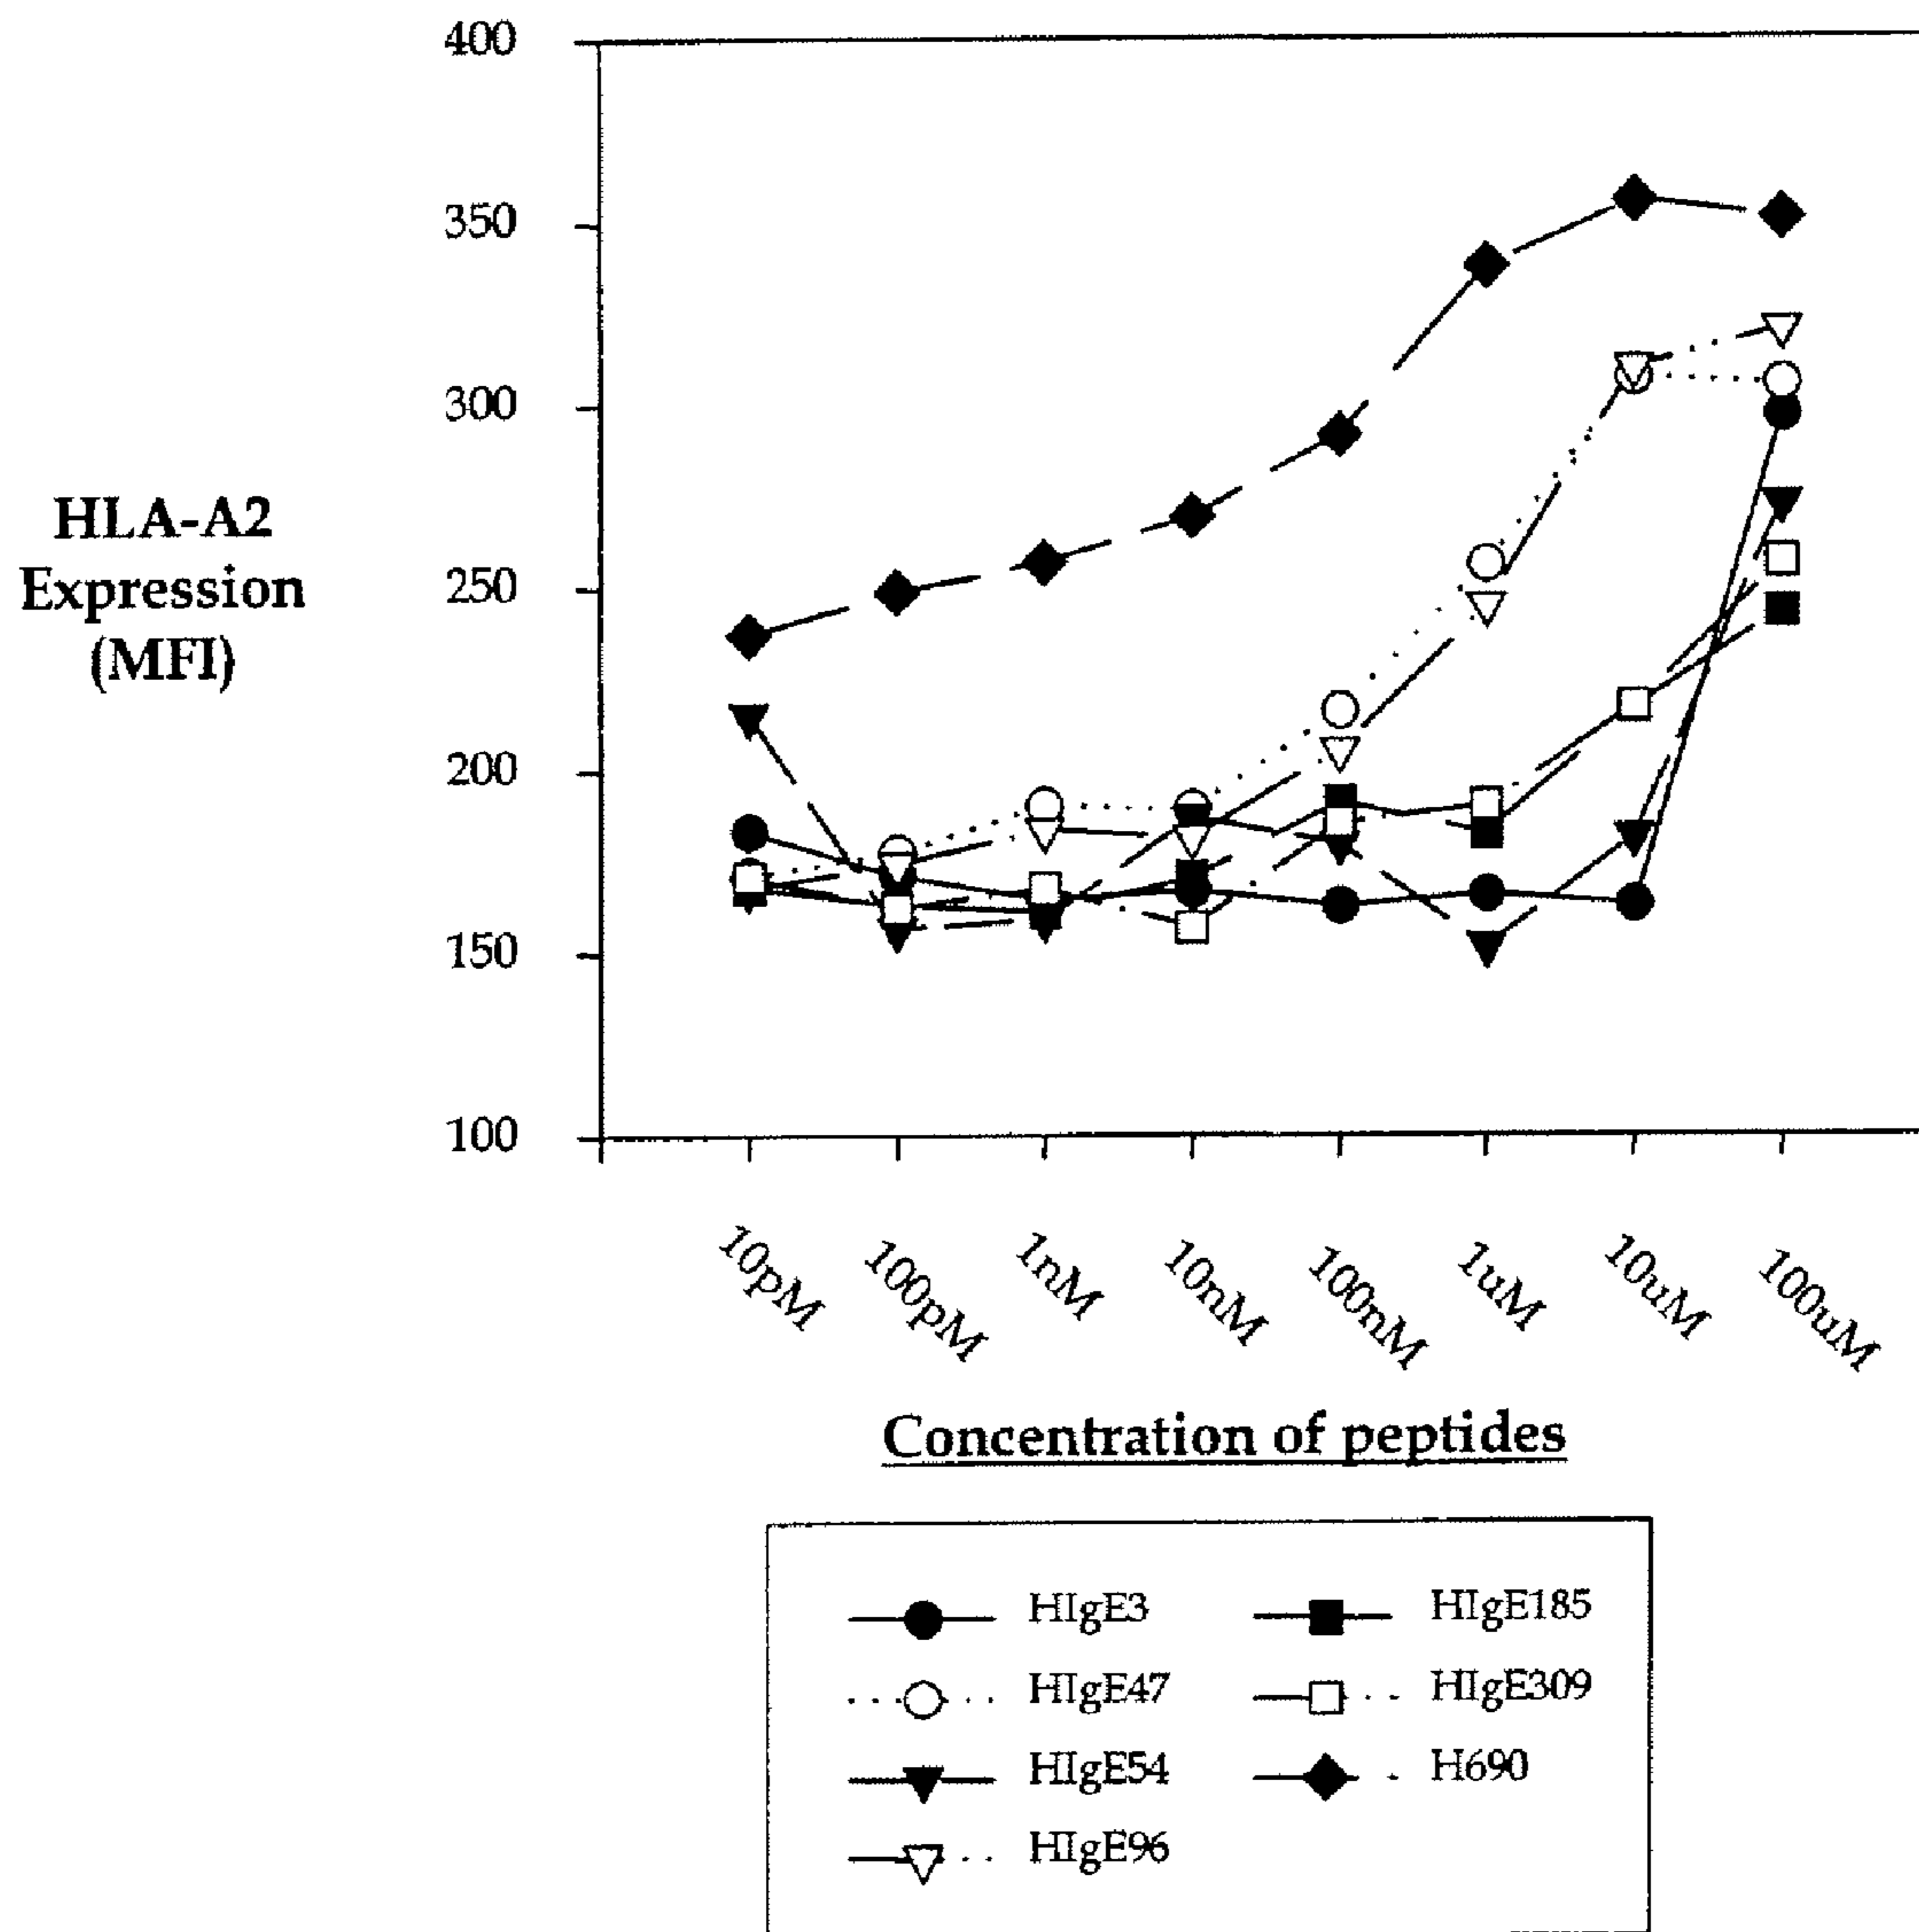 400
350
300
250
200
150
100
HLA-A2
Expression
(MFI)
10pM
100pM
1nM
10nM
100nM
1uM
10uM
100uM
Concentration of peptides
HIgE3
HIgE47
HIgE54
HIgE96
HIgE185
HIgE309
H690